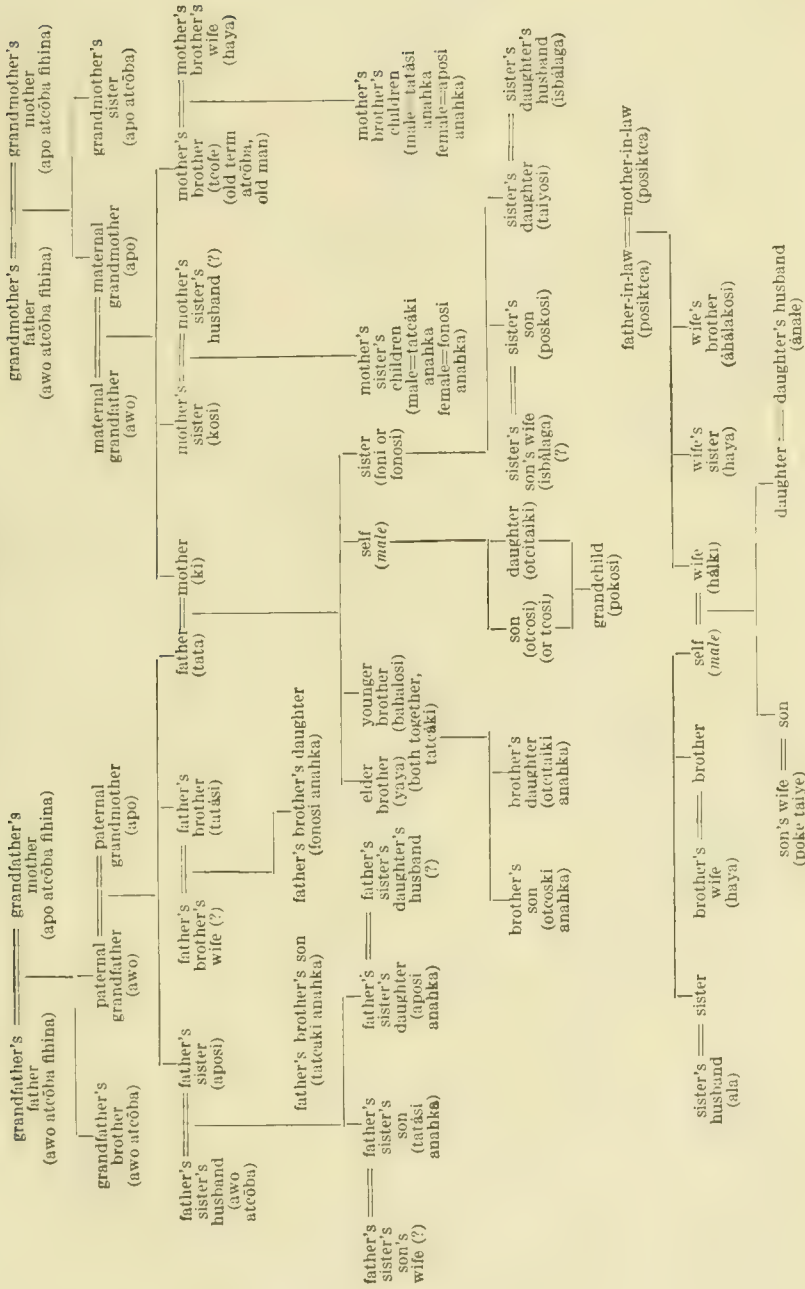 grandfather's
father
(awo atcōba fihina)
grandfather's
mother
(apo atcōba fihina)
grandmother's
father
(awo atcōba fihina)
grandmother's
mother
(apo atcōba fihina)
grandfather's
brother
(awo atcōba)
paternal
grandfather
(awo)
paternal
grandmother
(apo)
maternal
grandfather
(awo)
maternal
grandmother
(apo)
grandmother's
sister
(apo atcōba)
father's
sister's
husband
(awo
atcōba)
father's
sister
(aposi)
father's
brother's
wife (?)
father's
brother
(tatási)
father
(tata)
mother
(ki)
mother's
sister
(kosi)
mother's
sister's
husband (?)
mother's
brother
(tcofe)
(old term
atcōba,
old man)
mother's
brother's
wife
(haya)
father's brother's son
(tatcaki anahka)
father's brother's daughter
(fonosi anahka)
mother's
sister's
children
(male=tatcáki
anahka
female=fonosi
anahka)
mother's
brother's
children
(male=tatási
anahka
female=aposi
anahka)
father's
sister's
son's
wife (?)
father's
sister's
son
(tatási
anahka)
father's
sister's
daughter
(aposi
anahka)
father's
sister's
daughter's
husband
(?)
elder
brother
(yaya)
younger
brother
(bahalosi)
(both together,
tatcáki)
self
(male)
sister
(foni or
fonosi)
brother's
son
(otcoski
anahka)
brother's
daughter
(otcitaiki
anahka)
son
(otcosi)
(or tcosi)
daughter
(otcitaiki)
sister's
son's wife
(isbálaga)
(?)
sister's
son
(poskosi)
sister's
daughter
(taiyosi)
sister's
daughter's
husband
(isbálaga)
grandchild
(pokosi)
father-in-law
(posiktca)
mother-in-law
(posiktca)
sister's
husband
(ala)
sister
brother's
wife
(haya)
brother
self
(male)
wife
(hálki)
wife's
sister
(haya)
wife's
brother
(áhálakosi)
son's wife
(poke taiye)
son
daughter
daughter's husband
(ánałe)